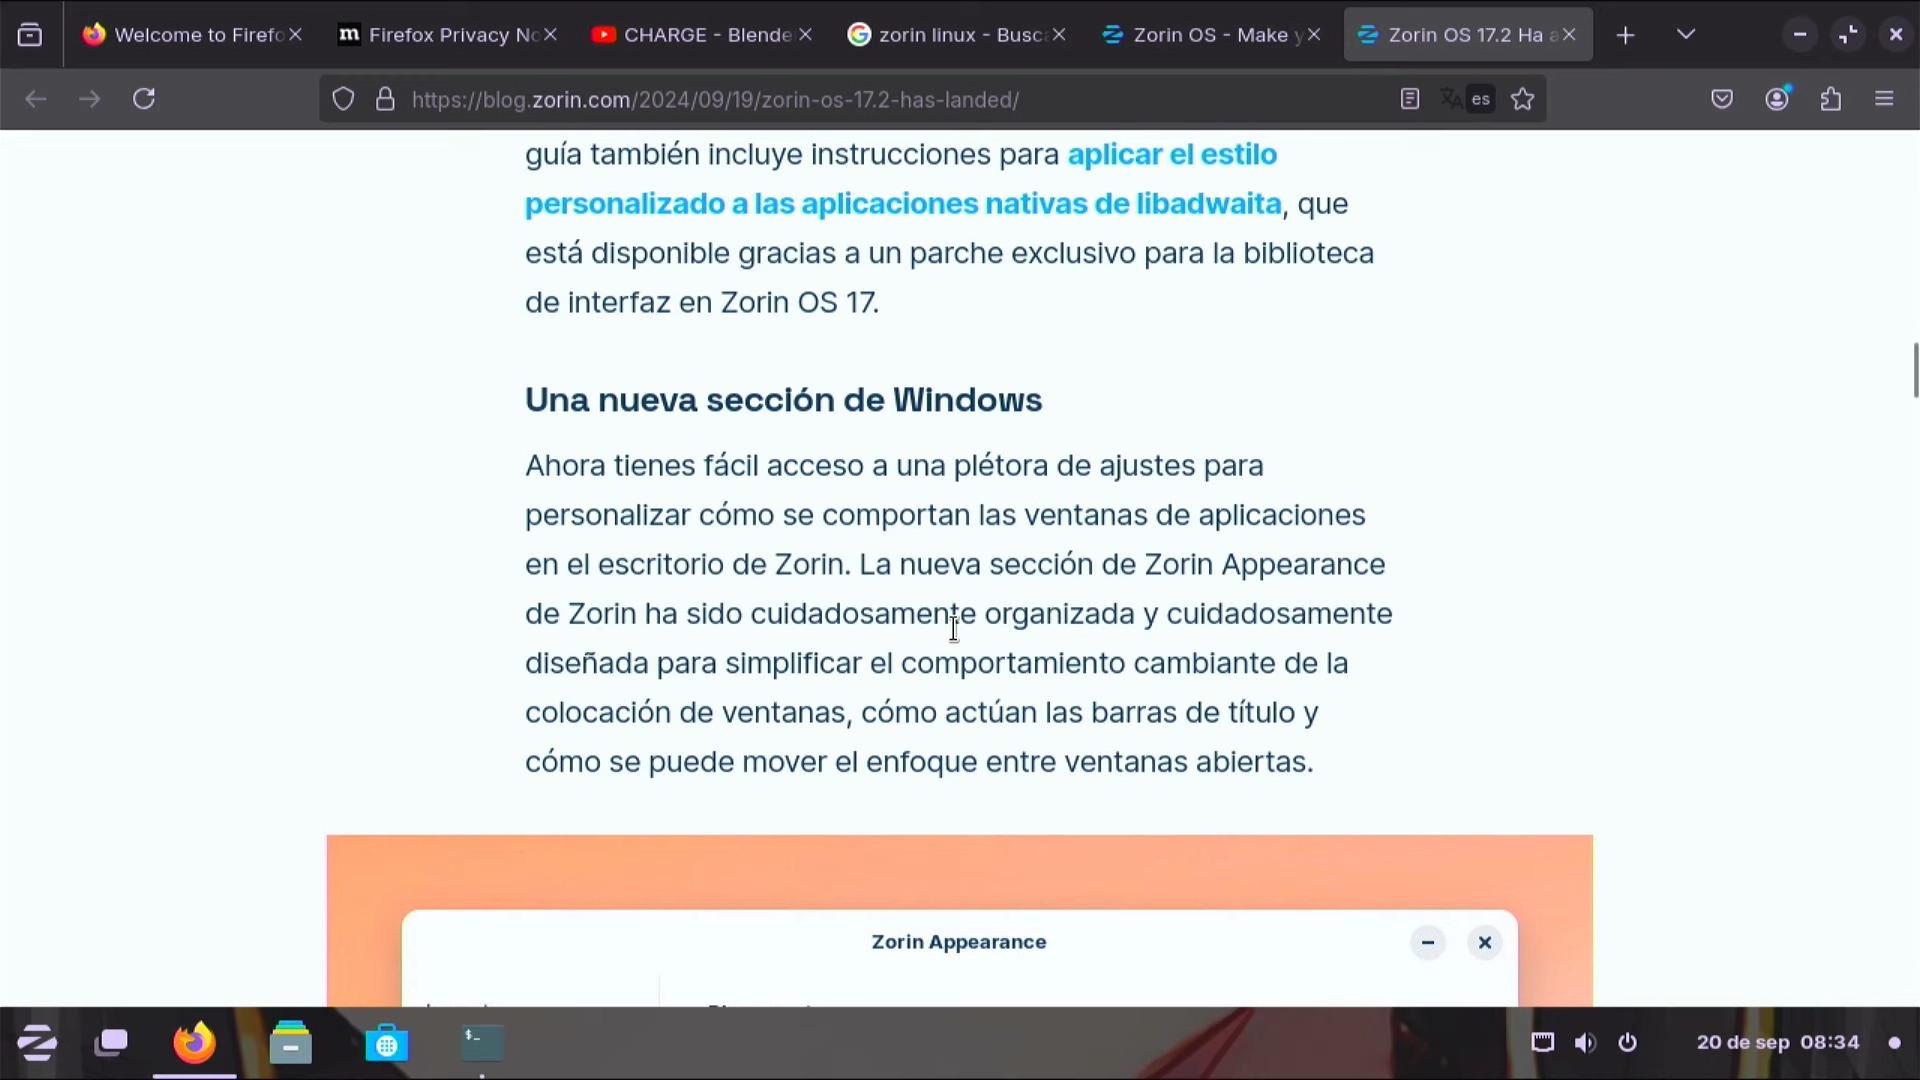 Welcome to Firefo
Firefox Privacy No
CHARGE - Blende
zorin linux - Busc
Zorin OS - Make y
Zorin OS 17.2 Ha a
https://blog.zorin.com/2024/09/19/zorin-os-17.2-has-landed/
es
guía también incluye instrucciones para aplicar el estilo
personalizado a las aplicaciones nativas de libadwaita, que
está disponible gracias a un parche exclusivo para la biblioteca
de interfaz en Zorin OS 17.
Una nueva sección de Windows
Ahora tienes fácil acceso a una plétora de ajustes para
personalizar cómo se comportan las ventanas de aplicaciones
en el escritorio de Zorin. La nueva sección de Zorin Appearance
de Zorin ha sido cuidadosamente organizada y cuidadosamente
diseñada para simplificar el comportamiento cambiante de la
colocación de ventanas, cómo actúan las barras de título y
cómo se puede mover el enfoque entre ventanas abiertas.
Zorin Appearance
20 de sep 08:34